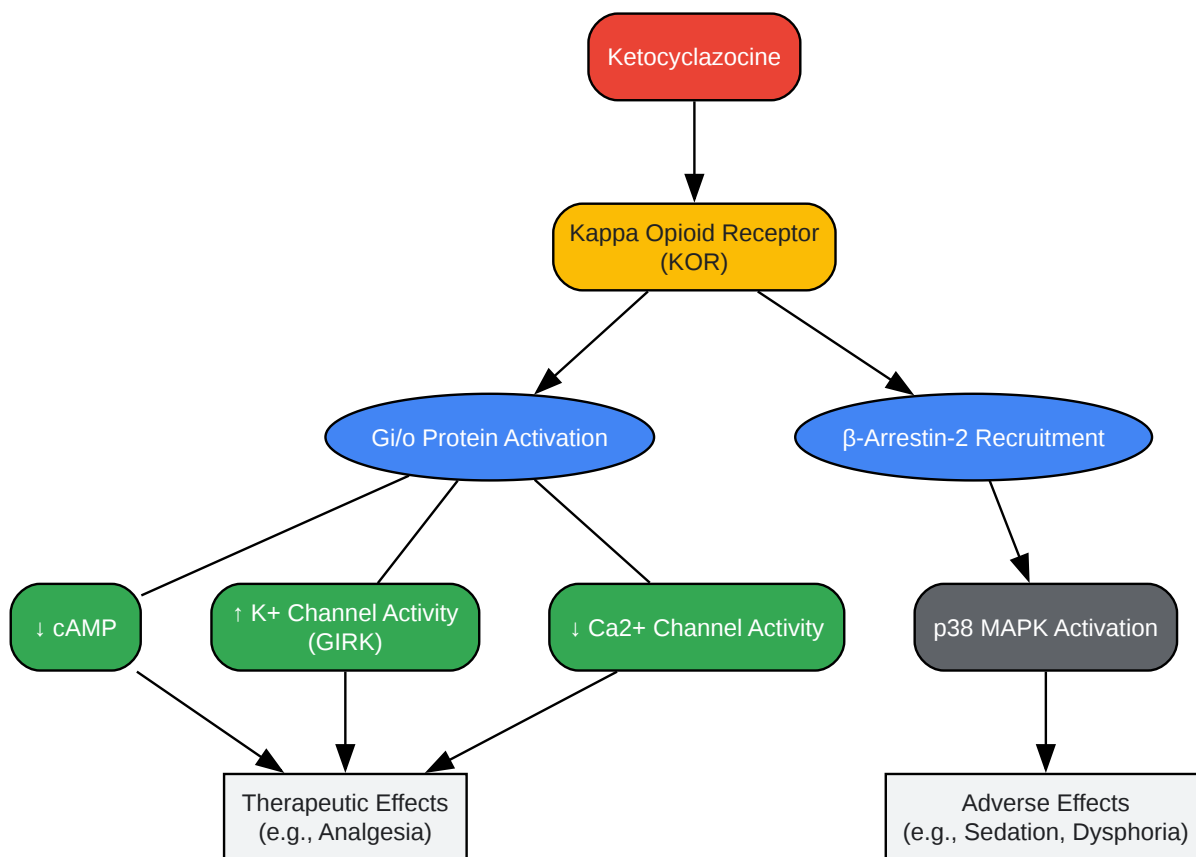 Ketocyclazocine
Kappa Opioid Receptor
(KOR)
Gi/o Protein Activation
β-Arrestin-2 Recruitment
↓ cAMP
↑ K+ Channel Activity
(GIRK)
↓ Ca2+ Channel Activity
p38 MAPK Activation
Therapeutic Effects
(e.g., Analgesia)
Adverse Effects
(e.g., Sedation, Dysphoria)